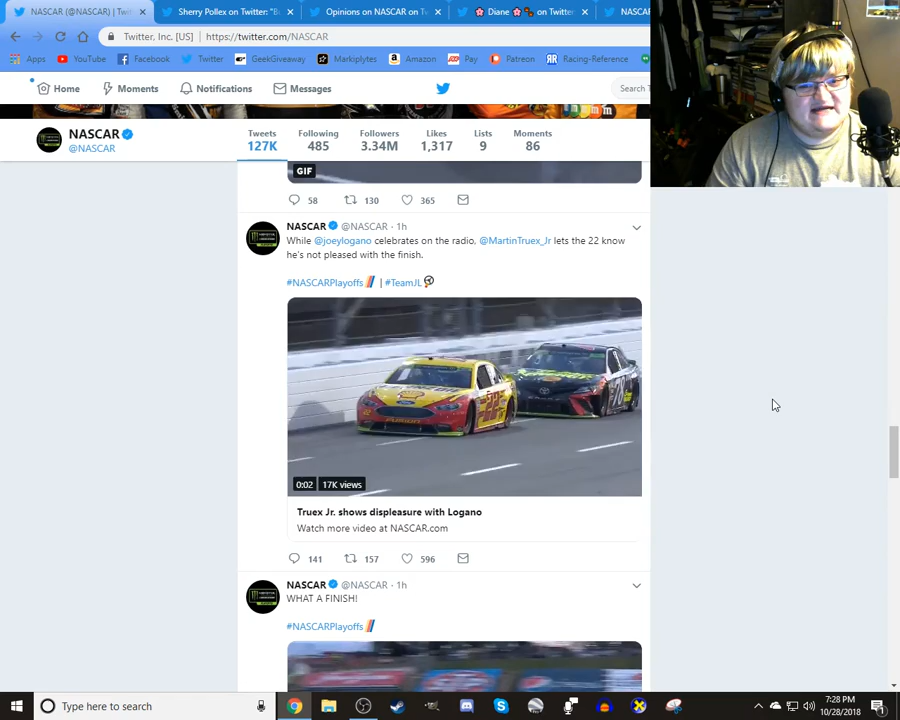 NASCAR (@NASCAR) | Twi
Sherry Pollex on Twitter: "B
Opinions on NASCAR on Tw
Diane 🌸 on Twitter
NASCAR
Twitter, Inc. [US] | https://twitter.com/NASCAR
Apps YouTube Facebook Twitter GeekGiveaway Markiplytes Amazon Pay Patreon RR Racing-Reference
Home Moments Notifications Messages Search T
NASCAR
@NASCAR
Tweets Following Followers Likes Lists Moments
127K 485 3.34M 1,317 9 86
GIF
58 130 365
NASCAR @NASCAR · 1h
While @joeylogano celebrates on the radio, @MartinTruex_Jr lets the 22 know
he's not pleased with the finish.
#NASCARPlayoffs | #TeamJL
22
78
FUSION
0:02 17K views
Truex Jr. shows displeasure with Logano
Watch more video at NASCAR.com
141 157 596
NASCAR @NASCAR · 1h
WHAT A FINISH!
#NASCARPlayoffs
Type here to search
7:28 PM
10/28/2018
1